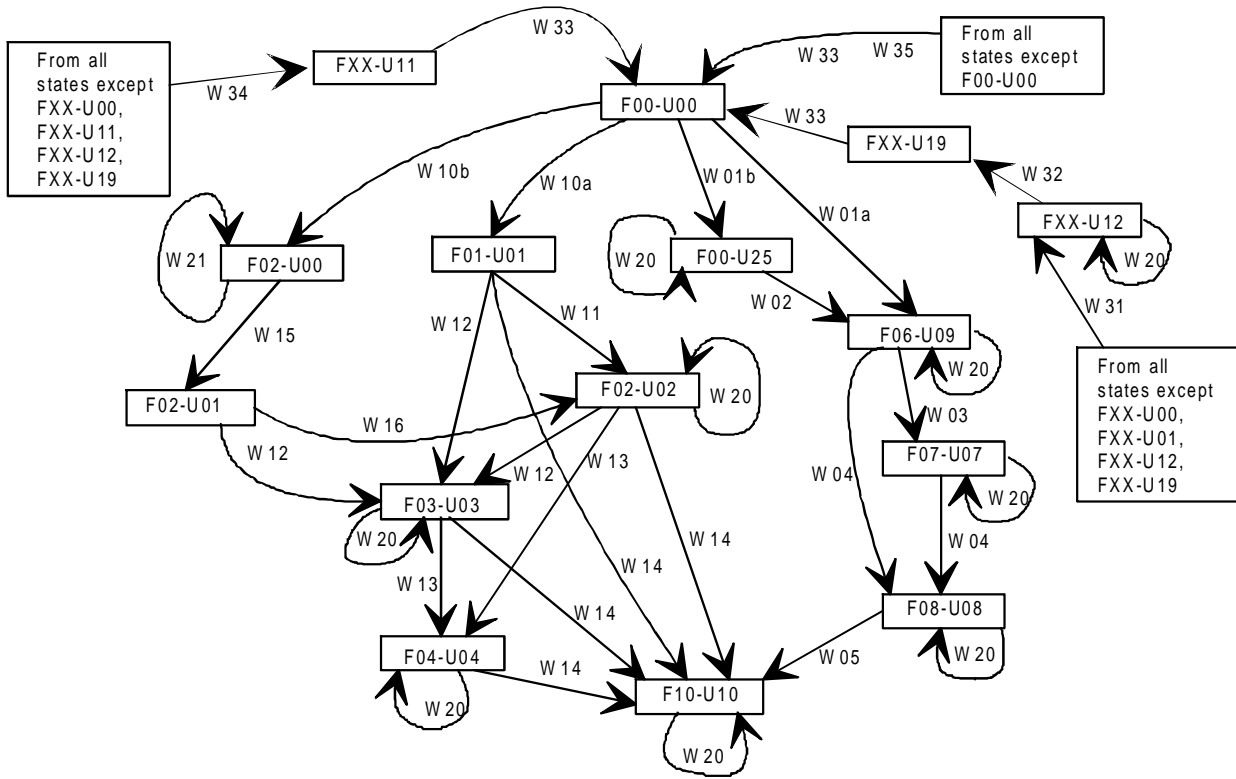 W 33
From all
states except
FXX-U00,
FXX-U11,
FXX-U12,
FXX-U19
W 34
FXX-U11
W 33
W 35
From all
states except
F00-U00
F00-U00
W 33
FXX-U19
W 32
FXX-U12
W 20
W 10b
W 10a
W 01b
W 01a
W 21
F02-U00
F01-U01
W 20
F00-U25
W 02
W 31
W 15
W 12
W 11
F06-U09
W 20
From all
states except
FXX-U00,
FXX-U01,
FXX-U12,
FXX-U19
F02-U01
F02-U02
W 20
W 16
W 03
W 12
W 12
W 13
W 04
F07-U07
W 20
F03-U03
W 20
W 13
W 14
W 14
W 14
W 04
F08-U08
W 20
F04-U04
W 20
W 14
W 05
F10-U10
W 20